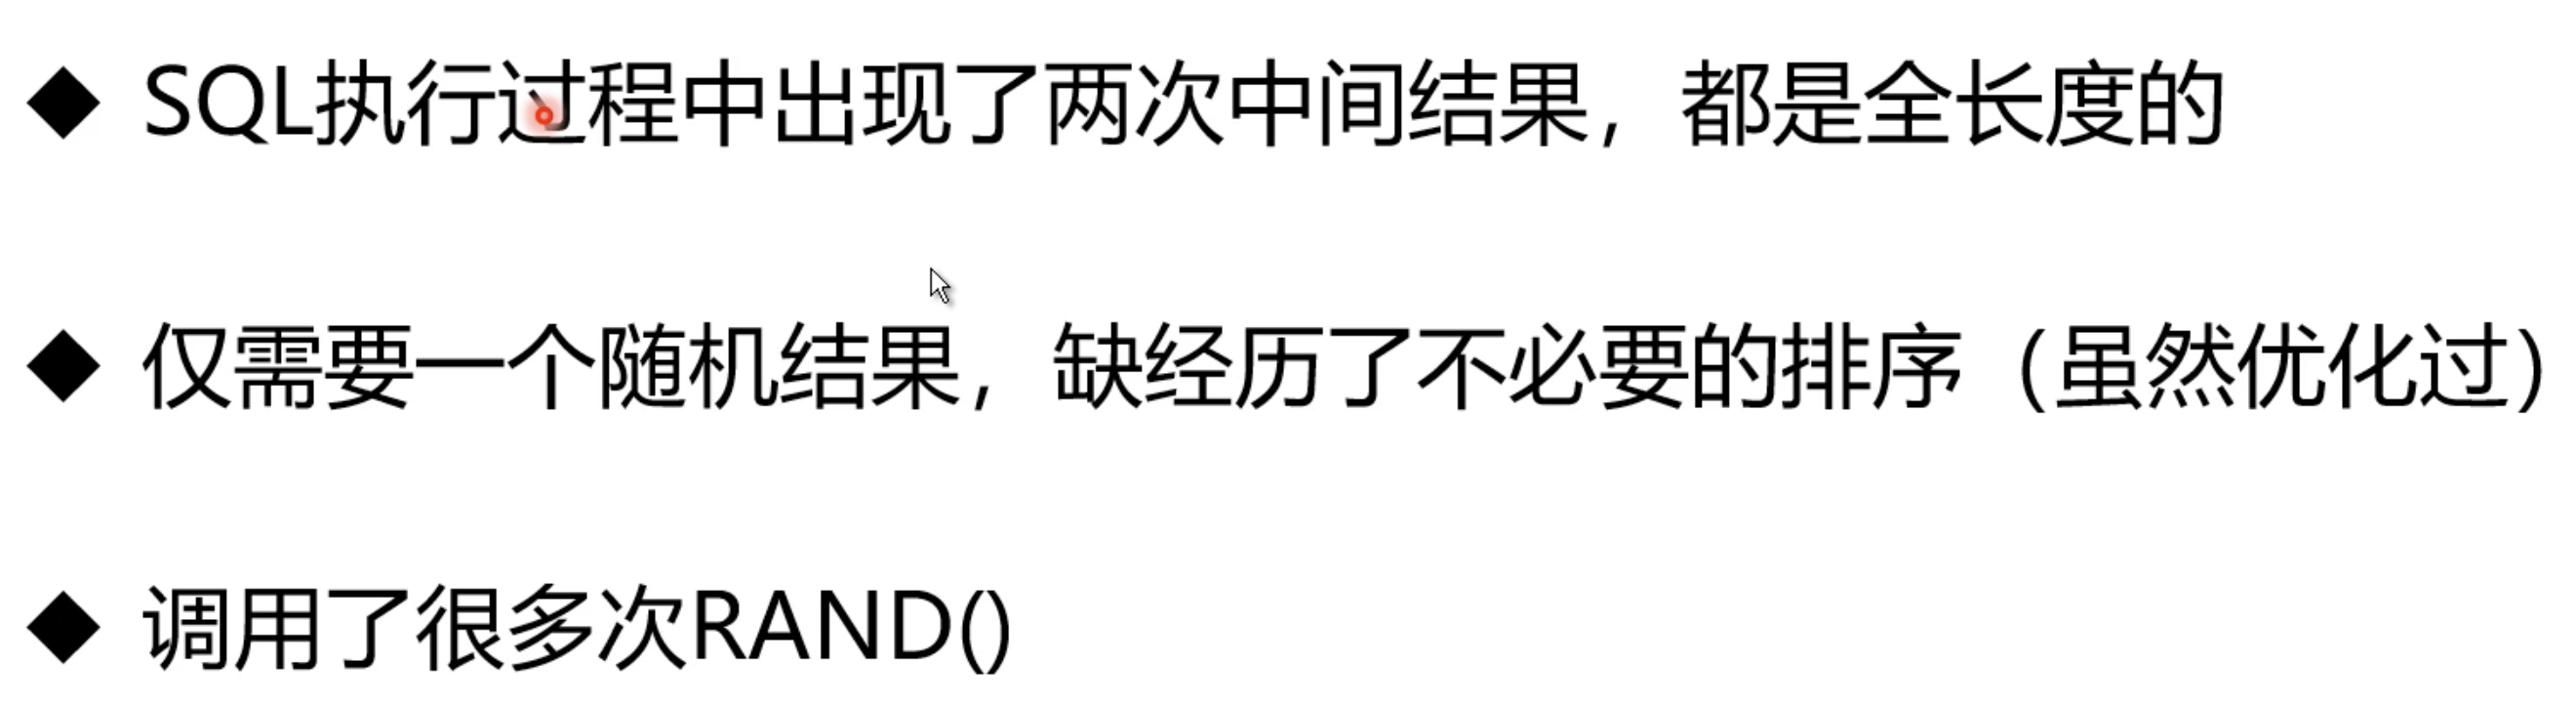 ◆ SQL执行过程中出现了两次中间结果，都是全长度的
◆ 仅需要一个随机结果，缺经历了不必要的排序（虽然优化过）
◆ 调用了很多次RAND()